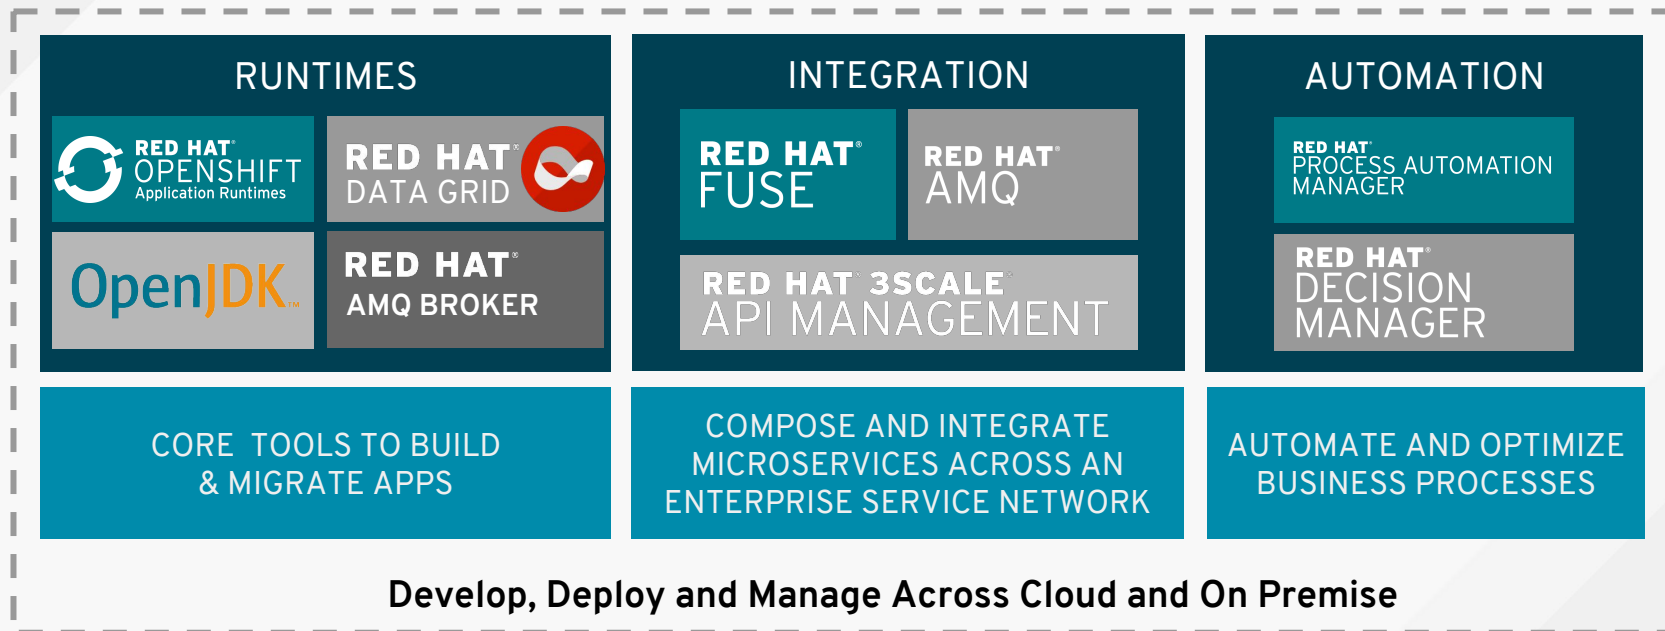 RUNTIMES
RED HAT®
OPENSHIFT
Application Runtimes
RED HAT®
DATA GRID
OpenJDK™
RED HAT®
AMQ BROKER
CORE TOOLS TO BUILD
& MIGRATE APPS
INTEGRATION
RED HAT®
FUSE
RED HAT®
AMQ
RED HAT® 3SCALE®
API MANAGEMENT
COMPOSE AND INTEGRATE
MICROSERVICES ACROSS AN
ENTERPRISE SERVICE NETWORK
AUTOMATION
RED HAT®
PROCESS AUTOMATION
MANAGER
RED HAT®
DECISION
MANAGER
AUTOMATE AND OPTIMIZE
BUSINESS PROCESSES
Develop, Deploy and Manage Across Cloud and On Premise